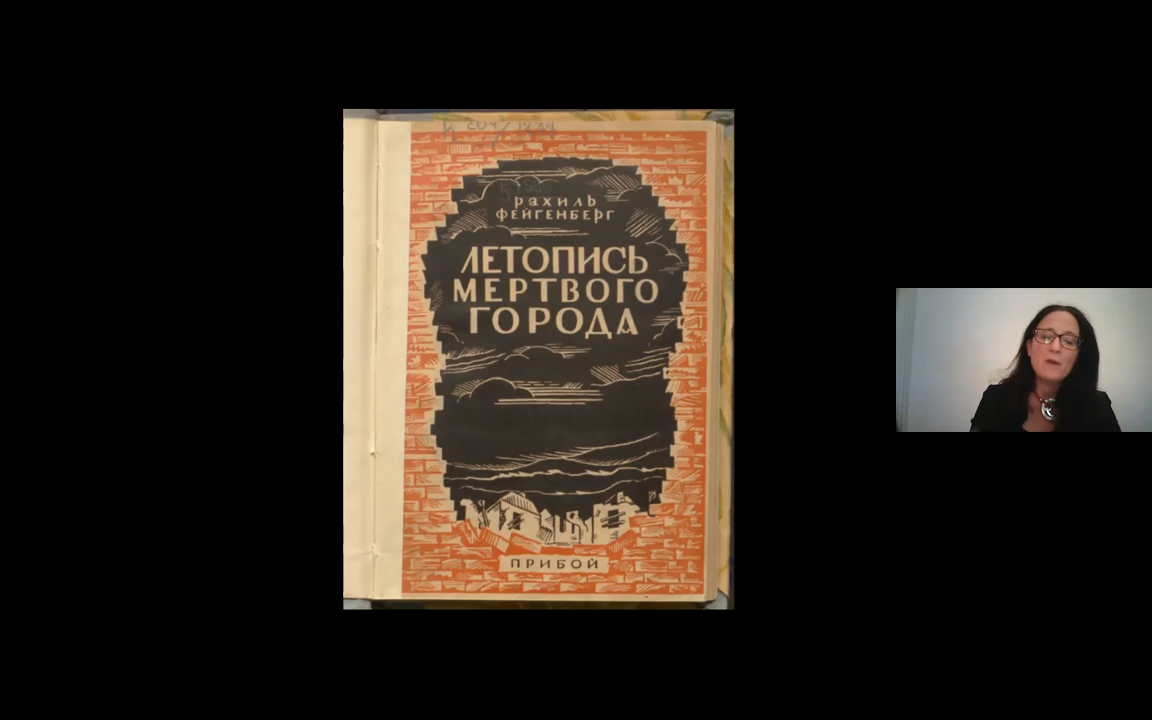 рахиль
фейгенберг
ЛЕТОПИСЬ
МЕРТВОГО
ГОРОДА
ПРИБОЙ